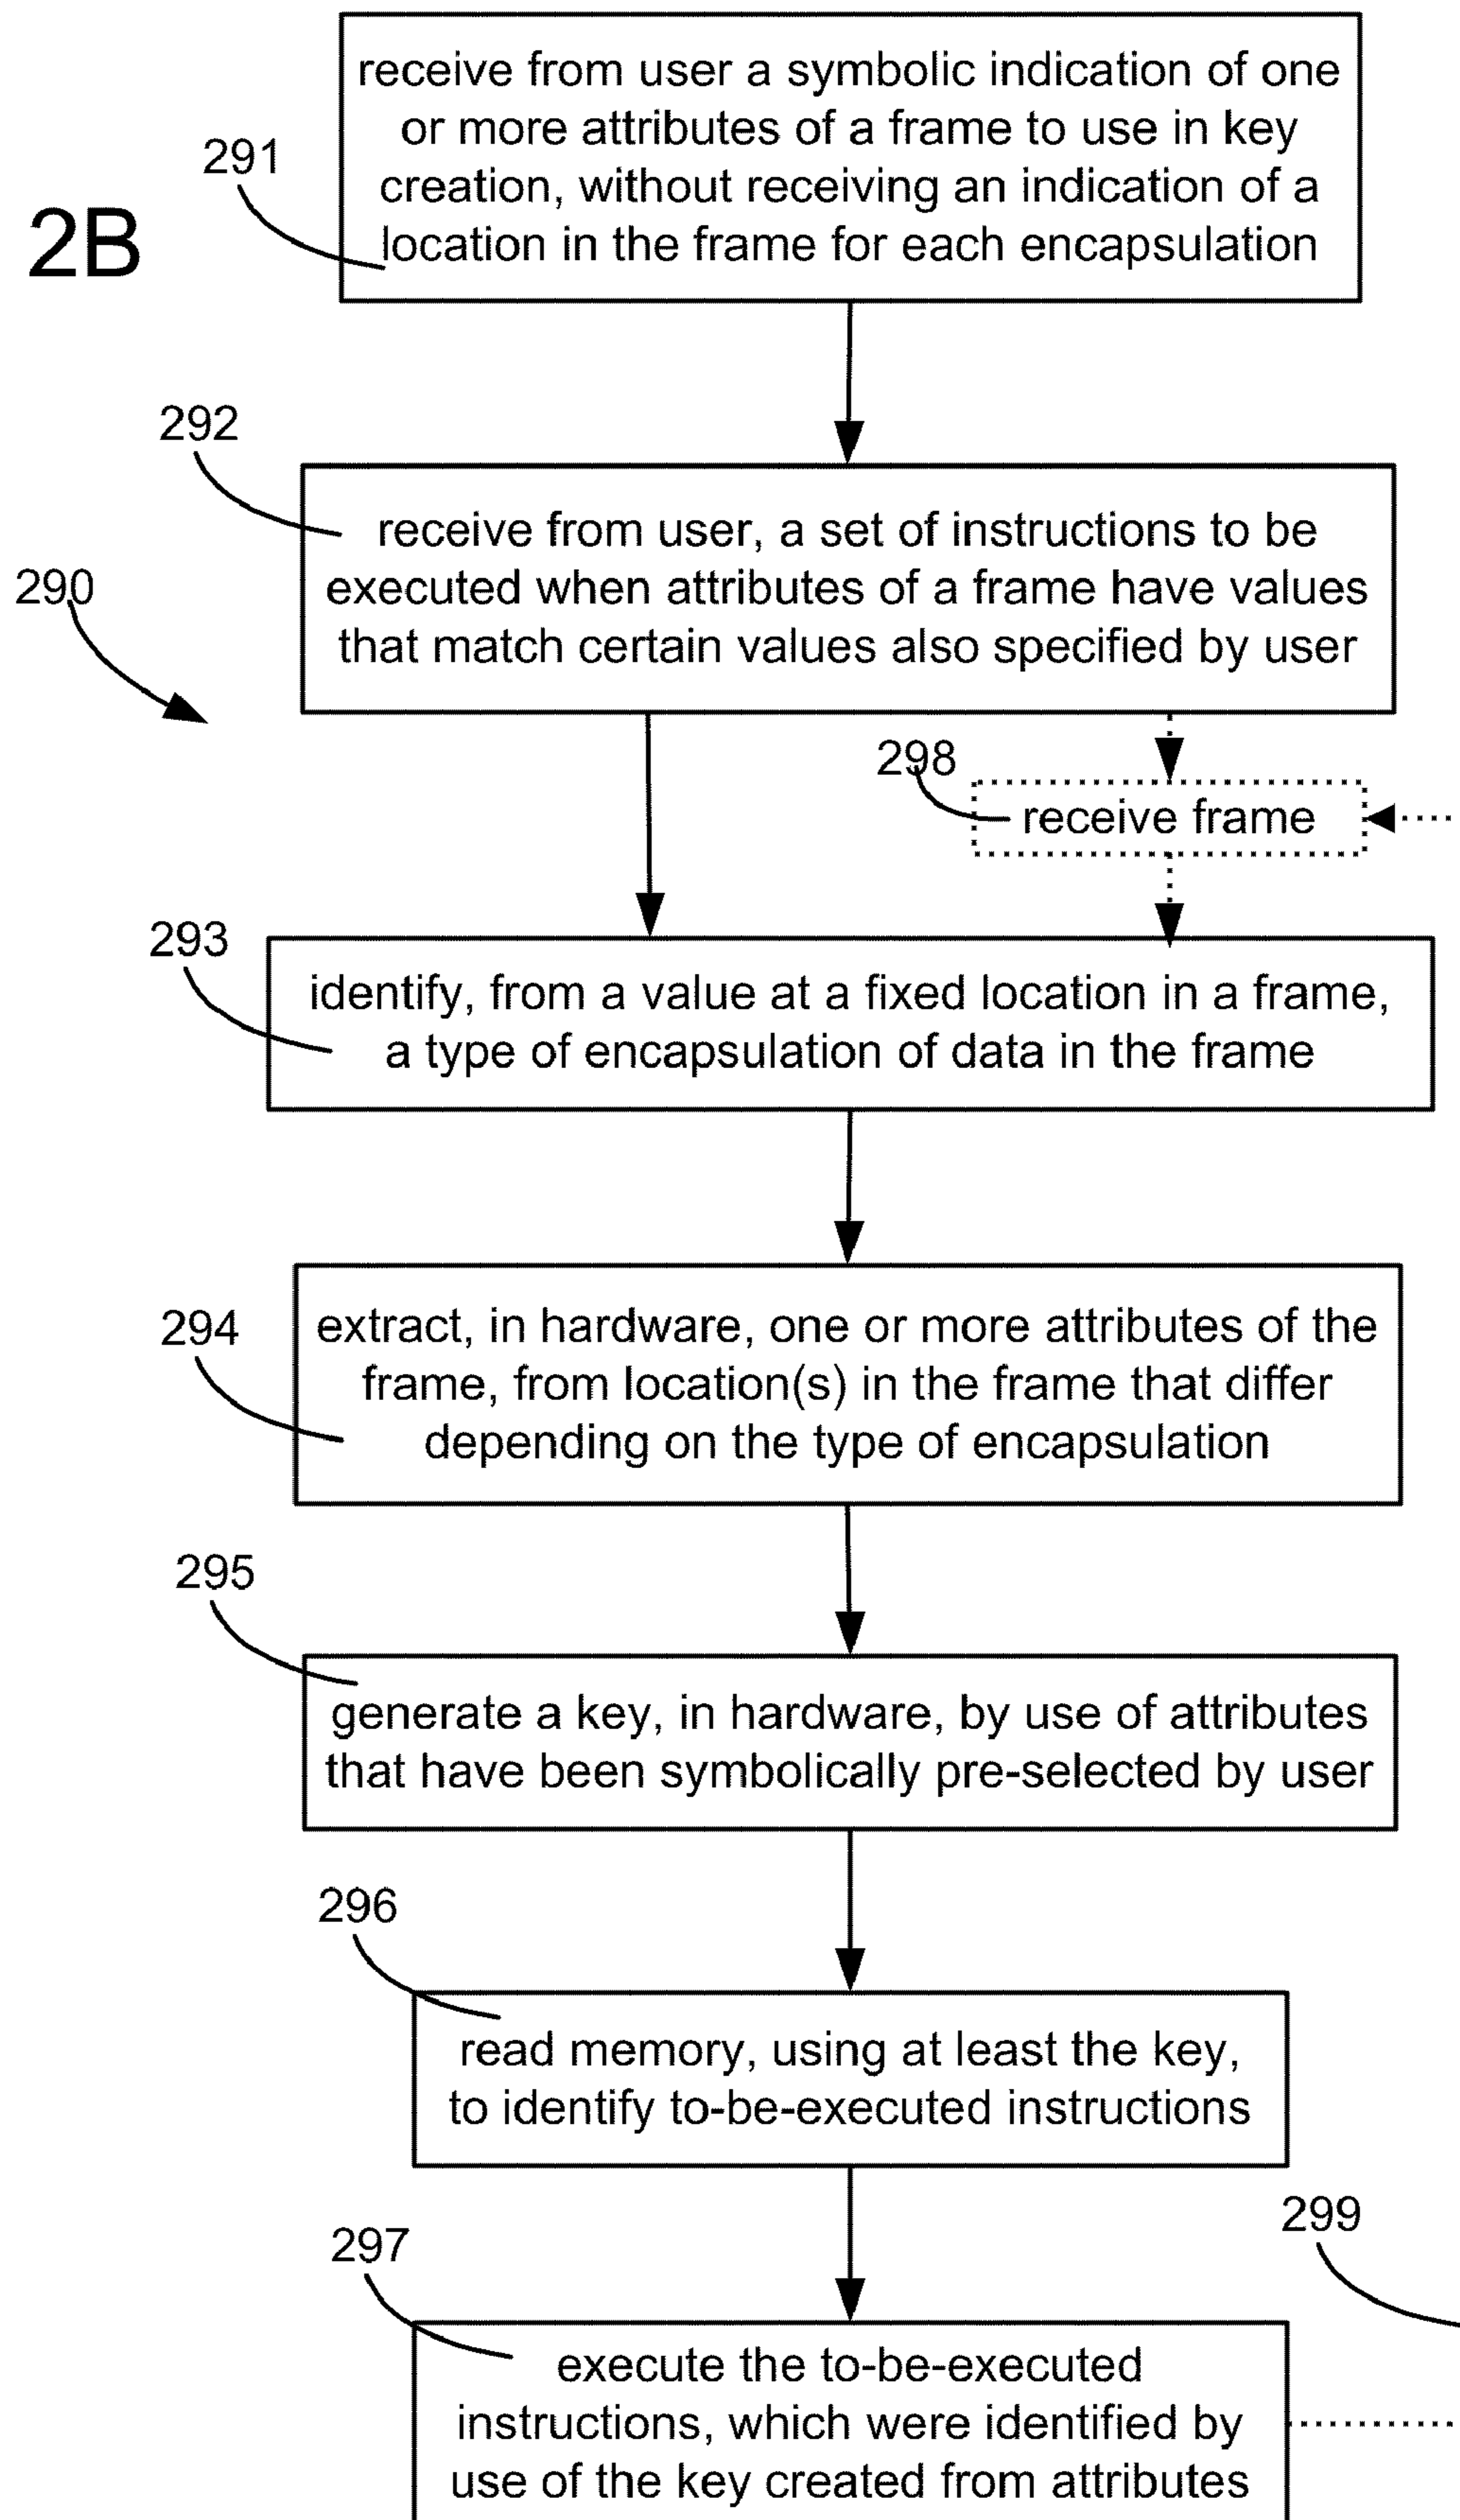 receive from user a symbolic indication of one
or more attributes of a frame to use in key
creation, without receiving an indication of a
location in the frame for each encapsulation
291
2B
292
receive from user, a set of instructions to be
executed when attributes of a frame have values
that match certain values also specified by user
290
298
receive frame
293
identify, from a value at a fixed location in a frame,
a type of encapsulation of data in the frame
294
extract, in hardware, one or more attributes of the
frame, from location(s) in the frame that differ
depending on the type of encapsulation
295
generate a key, in hardware, by use of attributes
that have been symbolically pre-selected by user
296
read memory, using at least the key,
to identify to-be-executed instructions
297
299
execute the to-be-executed
instructions, which were identified by
use of the key created from attributes